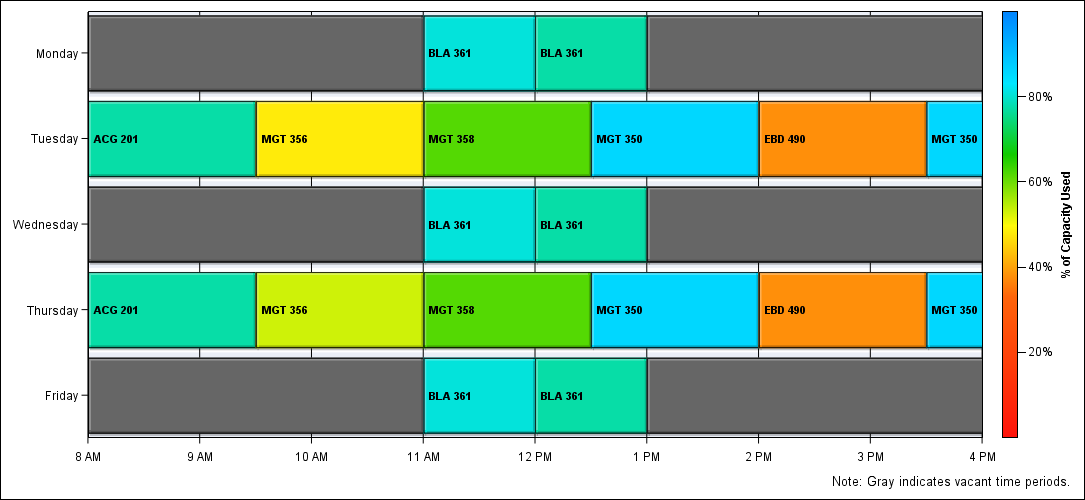 Monday
BLA 361
BLA 361
Tuesday
ACG 201
MGT 356
MGT 358
MGT 350
EBD 490
MGT 350
Wednesday
BLA 361
BLA 361
Thursday
ACG 201
MGT 356
MGT 358
MGT 350
EBD 490
MGT 350
Friday
BLA 361
BLA 361
8 AM
9 AM
10 AM
11 AM
12 PM
1 PM
2 PM
3 PM
4 PM
80%
60%
40%
20%
% of Capacity Used
Note: Gray indicates vacant time periods.